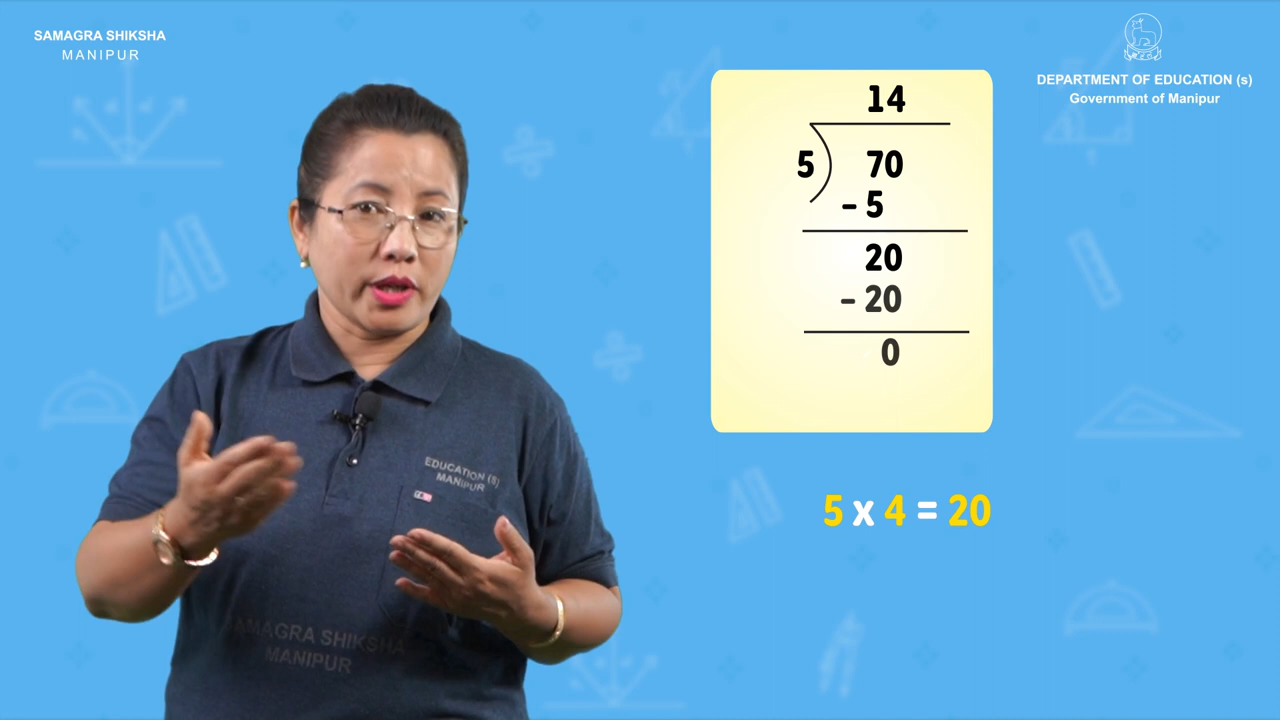 SAMAGRA SHIKSHA
MANIPUR
DEPARTMENT OF EDUCATION (s)
Government of Manipur
14
5 70
– 5
20
– 20
0
5 x 4 = 20
EDUCATION (S)
MANIPUR
SAMAGRA SHIKSHA
MANIPUR